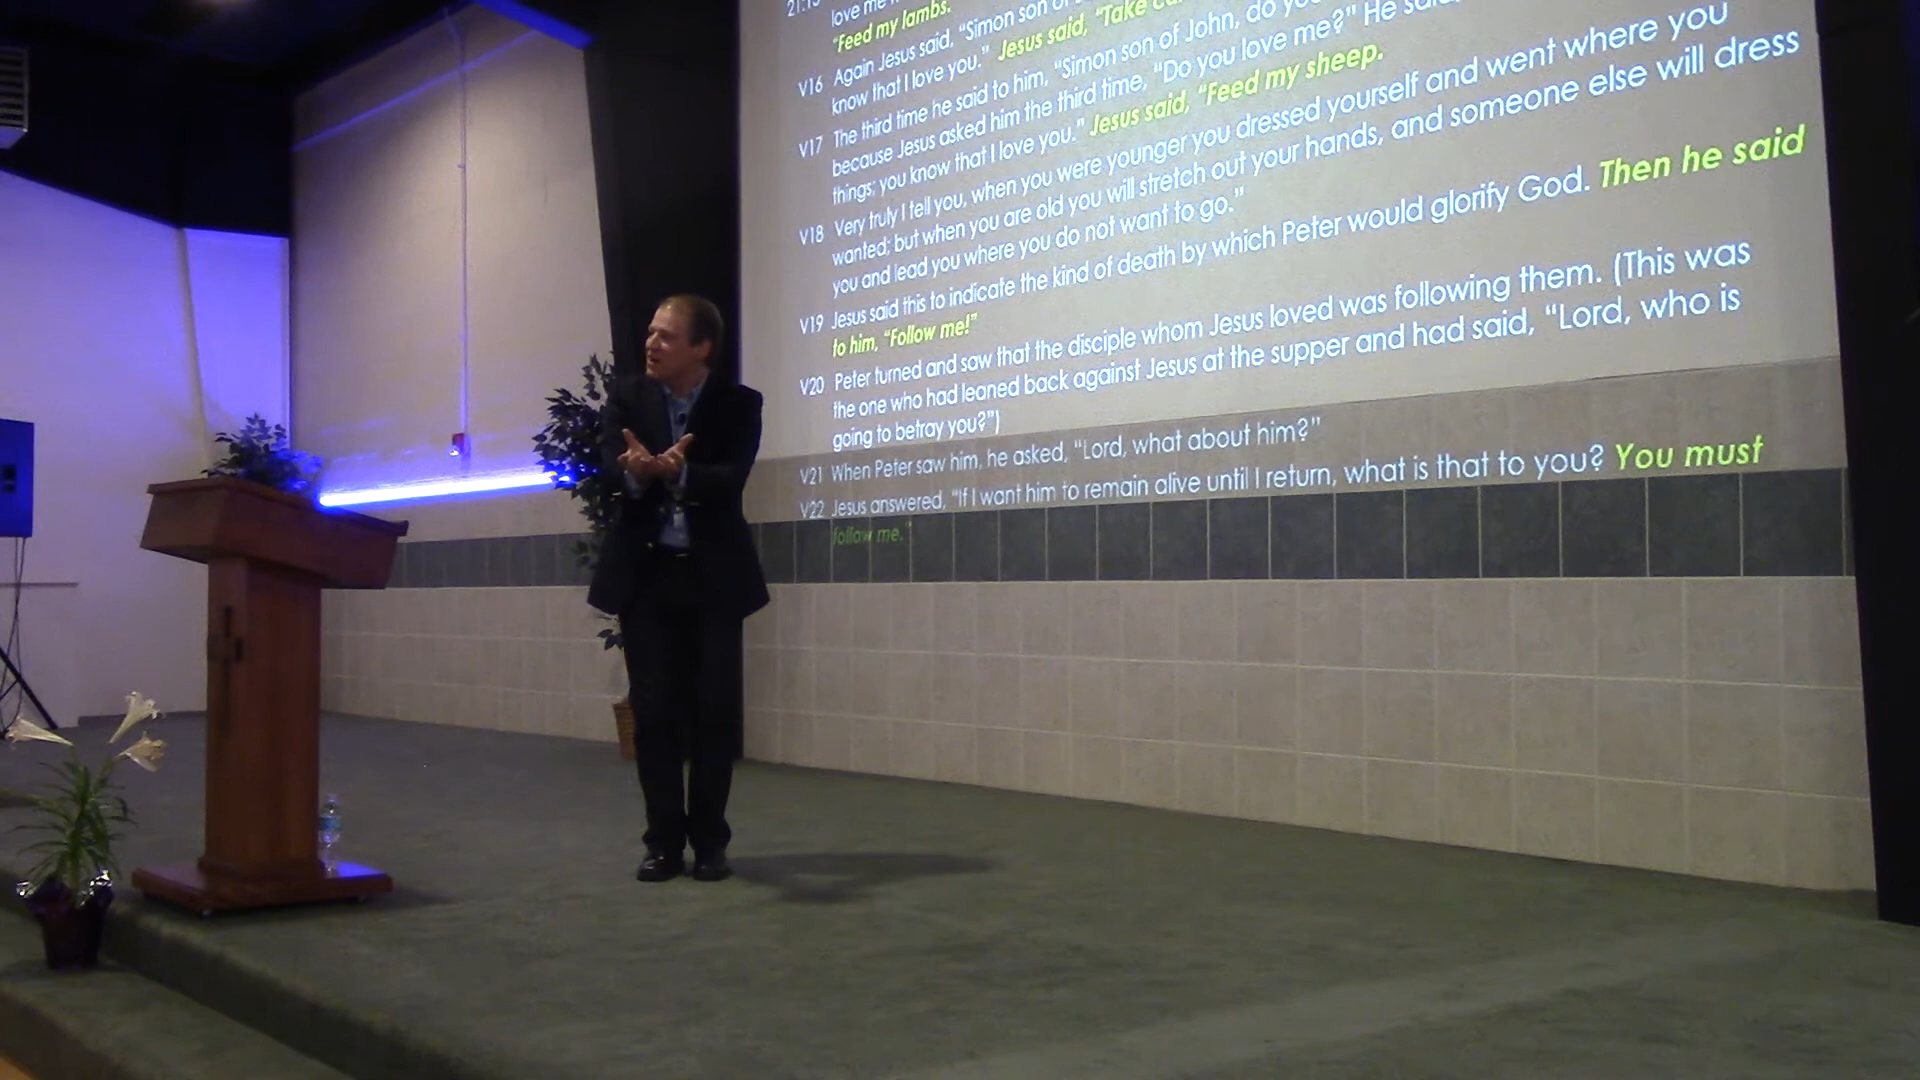 21:15
love me
"Feed my lambs.
V16 Again Jesus said, "Simon son of
know that I love you." Jesus said, "Take
V17 The third time he said to him, "Simon son of John, do
because Jesus asked him the third time, "Do you love me?" He
things; you know that I love you." Jesus said, "Feed my sheep.
V18 Very truly I tell you, when you were younger you dressed yourself and went where you
wanted; but when you are old you will stretch out your hands, and someone else will dress
you and lead you where you do not want to go."
V19 Jesus said this to indicate the kind of death by which Peter would glorify God. Then he said
to him, "Follow me!"
V20 Peter turned and saw that the disciple whom Jesus loved was following them. (This was
the one who had leaned back against Jesus at the supper and had said, "Lord, who is
going to betray you?")
V21 When Peter saw him, he asked, "Lord, what about him?"
V22 Jesus answered, "If I want him to remain alive until I return, what is that to you? You must
follow me."